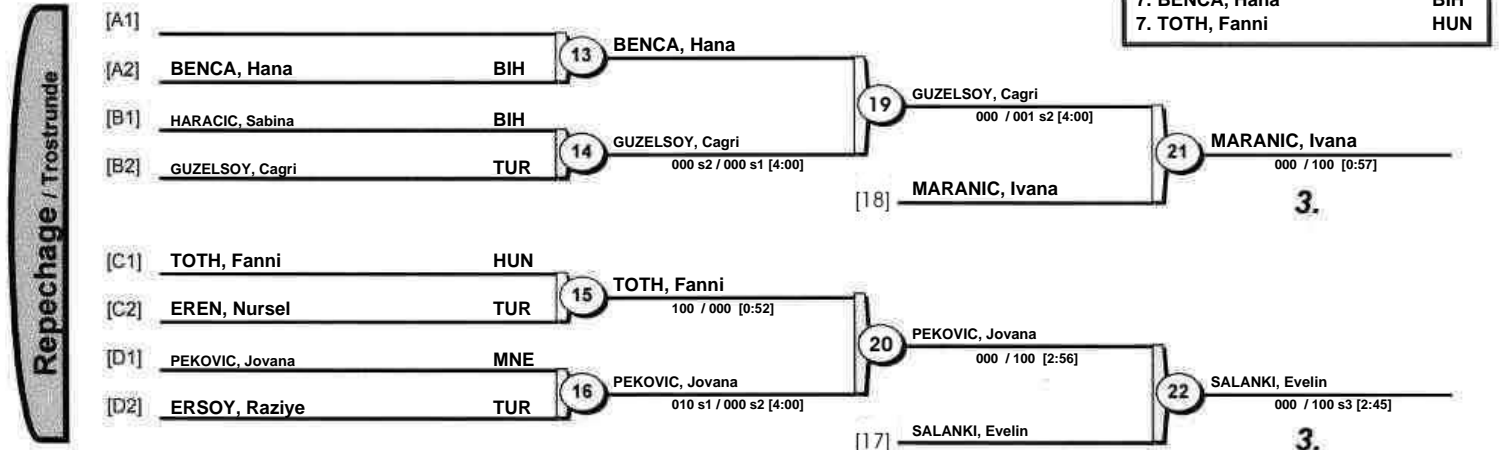 7. BENCA, Hana BIH
7. TOTH, Fanni HUN
Repechage / Trostrunde
[A1]
[A2] BENCA, Hana BIH
13 BENCA, Hana
[B1] HARACIC, Sabina BIH
[B2] GUZELSOY, Cagri TUR
14 GUZELSOY, Cagri
000 s2 / 000 s1 [4:00]
19 GUZELSOY, Cagri
000 / 001 s2 [4:00]
[18] MARANIC, Ivana
21 MARANIC, Ivana
000 / 100 [0:57]
3.
[C1] TOTH, Fanni HUN
[C2] EREN, Nursel TUR
15 TOTH, Fanni
100 / 000 [0:52]
[D1] PEKOVIC, Jovana MNE
[D2] ERSOY, Raziye TUR
16 PEKOVIC, Jovana
010 s1 / 000 s2 [4:00]
20 PEKOVIC, Jovana
000 / 100 [2:56]
[17] SALANKI, Evelin
22 SALANKI, Evelin
000 / 100 s3 [2:45]
3.